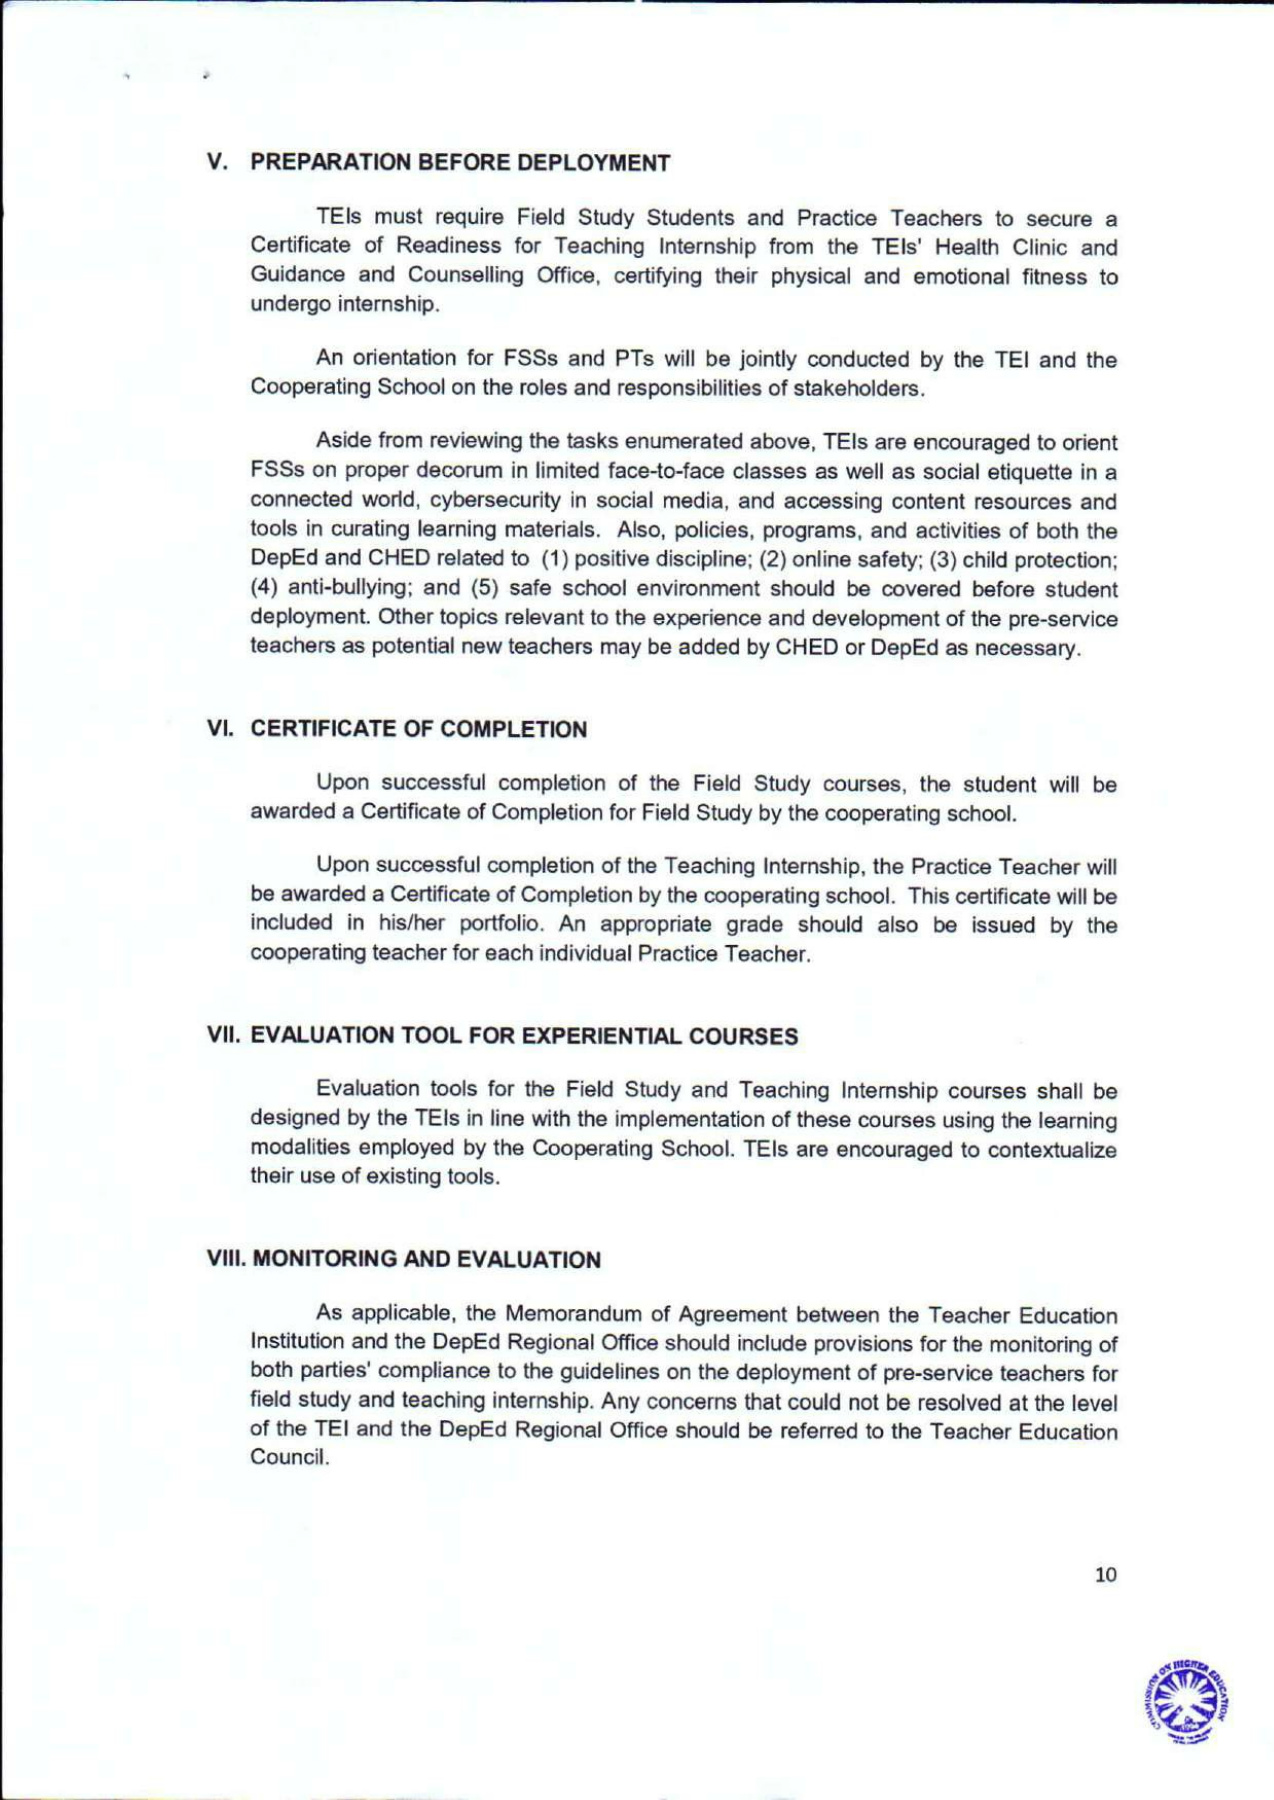 V. PREPARATION BEFORE DEPLOYMENT
TEIs must require Field Study Students and Practice Teachers to secure a
Certificate of Readiness for Teaching Internship from the TEIs' Health Clinic and
Guidance and Counselling Office, certifying their physical and emotional fitness to
undergo internship.
An orientation for FSSs and PTs will be jointly conducted by the TEI and the
Cooperating School on the roles and responsibilities of stakeholders.
Aside from reviewing the tasks enumerated above, TEIs are encouraged to orient
FSSs on proper decorum in limited face-to-face classes as well as social etiquette in a
connected world, cybersecurity in social media, and accessing content resources and
tools in curating learning materials. Also, policies, programs, and activities of both the
DepEd and CHED related to (1) positive discipline; (2) online safety; (3) child protection;
(4) anti-bullying; and (5) safe school environment should be covered before student
deployment. Other topics relevant to the experience and development of the pre-service
teachers as potential new teachers may be added by CHED or DepEd as necessary.
VI. CERTIFICATE OF COMPLETION
Upon successful completion of the Field Study courses, the student will be
awarded a Certificate of Completion for Field Study by the cooperating school.
Upon successful completion of the Teaching Internship, the Practice Teacher will
be awarded a Certificate of Completion by the cooperating school. This certificate will be
included in his/her portfolio. An appropriate grade should also be issued by the
cooperating teacher for each individual Practice Teacher.
VII. EVALUATION TOOL FOR EXPERIENTIAL COURSES
Evaluation tools for the Field Study and Teaching Internship courses shall be
designed by the TEIs in line with the implementation of these courses using the learning
modalities employed by the Cooperating School. TEIs are encouraged to contextualize
their use of existing tools.
VIII. MONITORING AND EVALUATION
As applicable, the Memorandum of Agreement between the Teacher Education
Institution and the DepEd Regional Office should include provisions for the monitoring of
both parties' compliance to the guidelines on the deployment of pre-service teachers for
field study and teaching internship. Any concerns that could not be resolved at the level
of the TEI and the DepEd Regional Office should be referred to the Teacher Education
Council.
10
COMMISSION ON HIGHER EDUCATION